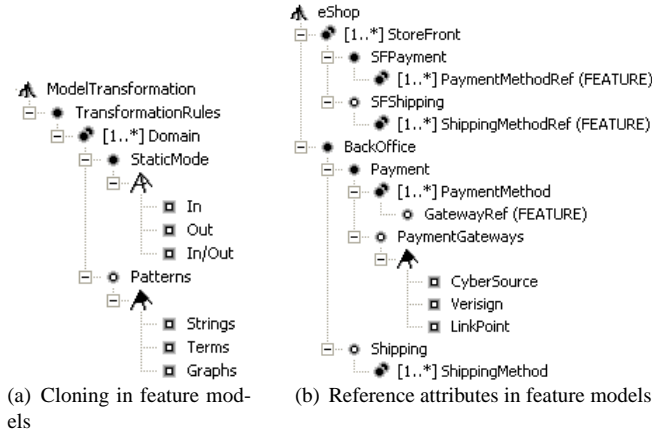 ModelTransformation
TransformationRules
[1..*] Domain
StaticMode
In
Out
In/Out
Patterns
Strings
Terms
Graphs
(a) Cloning in feature mod-
els
eShop
[1..*] StoreFront
SFPayment
[1..*] PaymentMethodRef (FEATURE)
SFShipping
[1..*] ShippingMethodRef (FEATURE)
BackOffice
Payment
[1..*] PaymentMethod
GatewayRef (FEATURE)
PaymentGateways
CyberSource
Verisign
LinkPoint
Shipping
[1..*] ShippingMethod
(b) Reference attributes in feature models